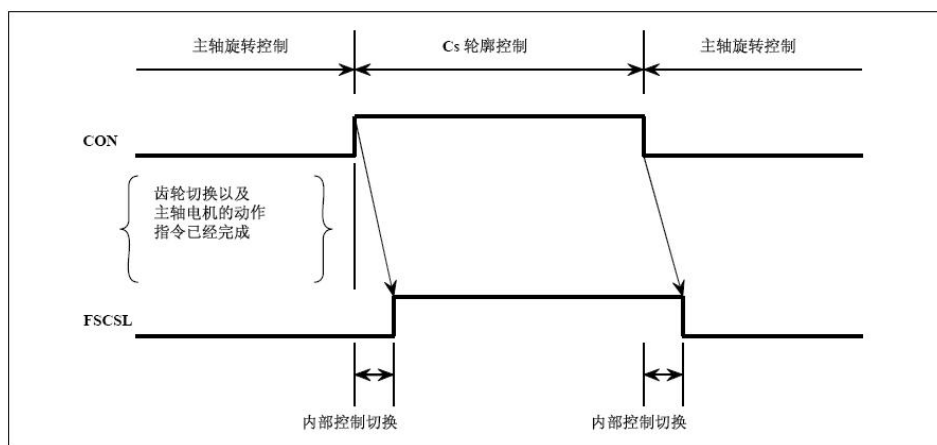 主轴旋转控制
Cs 轮廓控制
主轴旋转控制
CON
齿轮切换以及
主轴电机的动作
指令已经完成
FSCSL
内部控制切换
内部控制切换